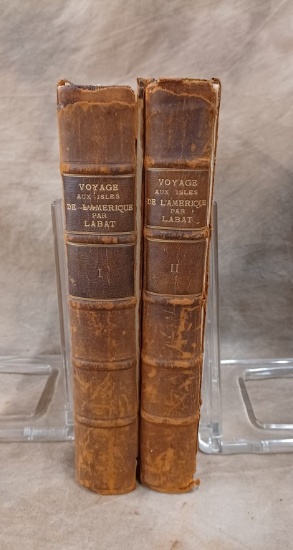 VOYAGE
AUX ISLES
DE L'AMERIQUE
PAR
LABAT
I
VOYAGE
AUX ISLES
DE L'AMERIQUE
PAR
LABAT
II